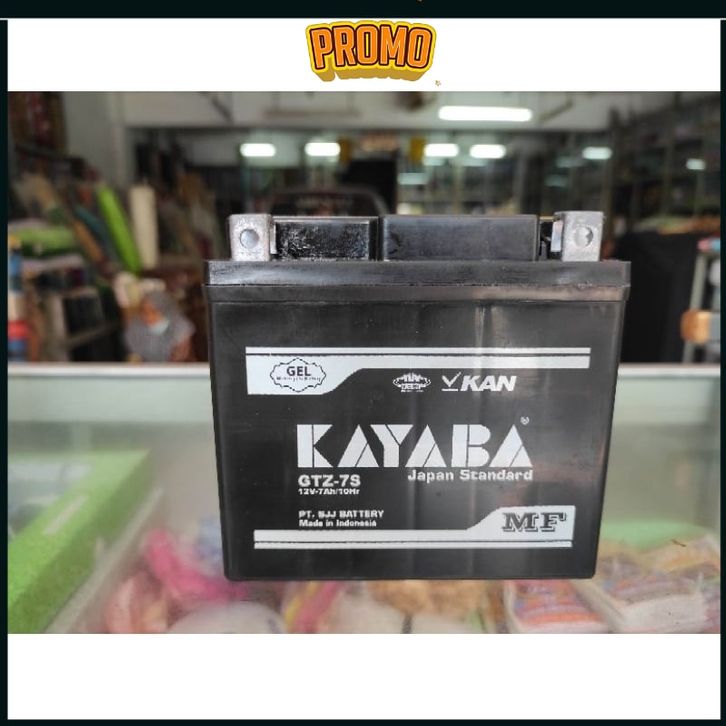 PROMO
GEL
KAN
KAYABA®
GTZ-7S
Japan Standard
12V-7Ah/10Hr
PT. SJJ BATTERY
Made in Indonesia
MF